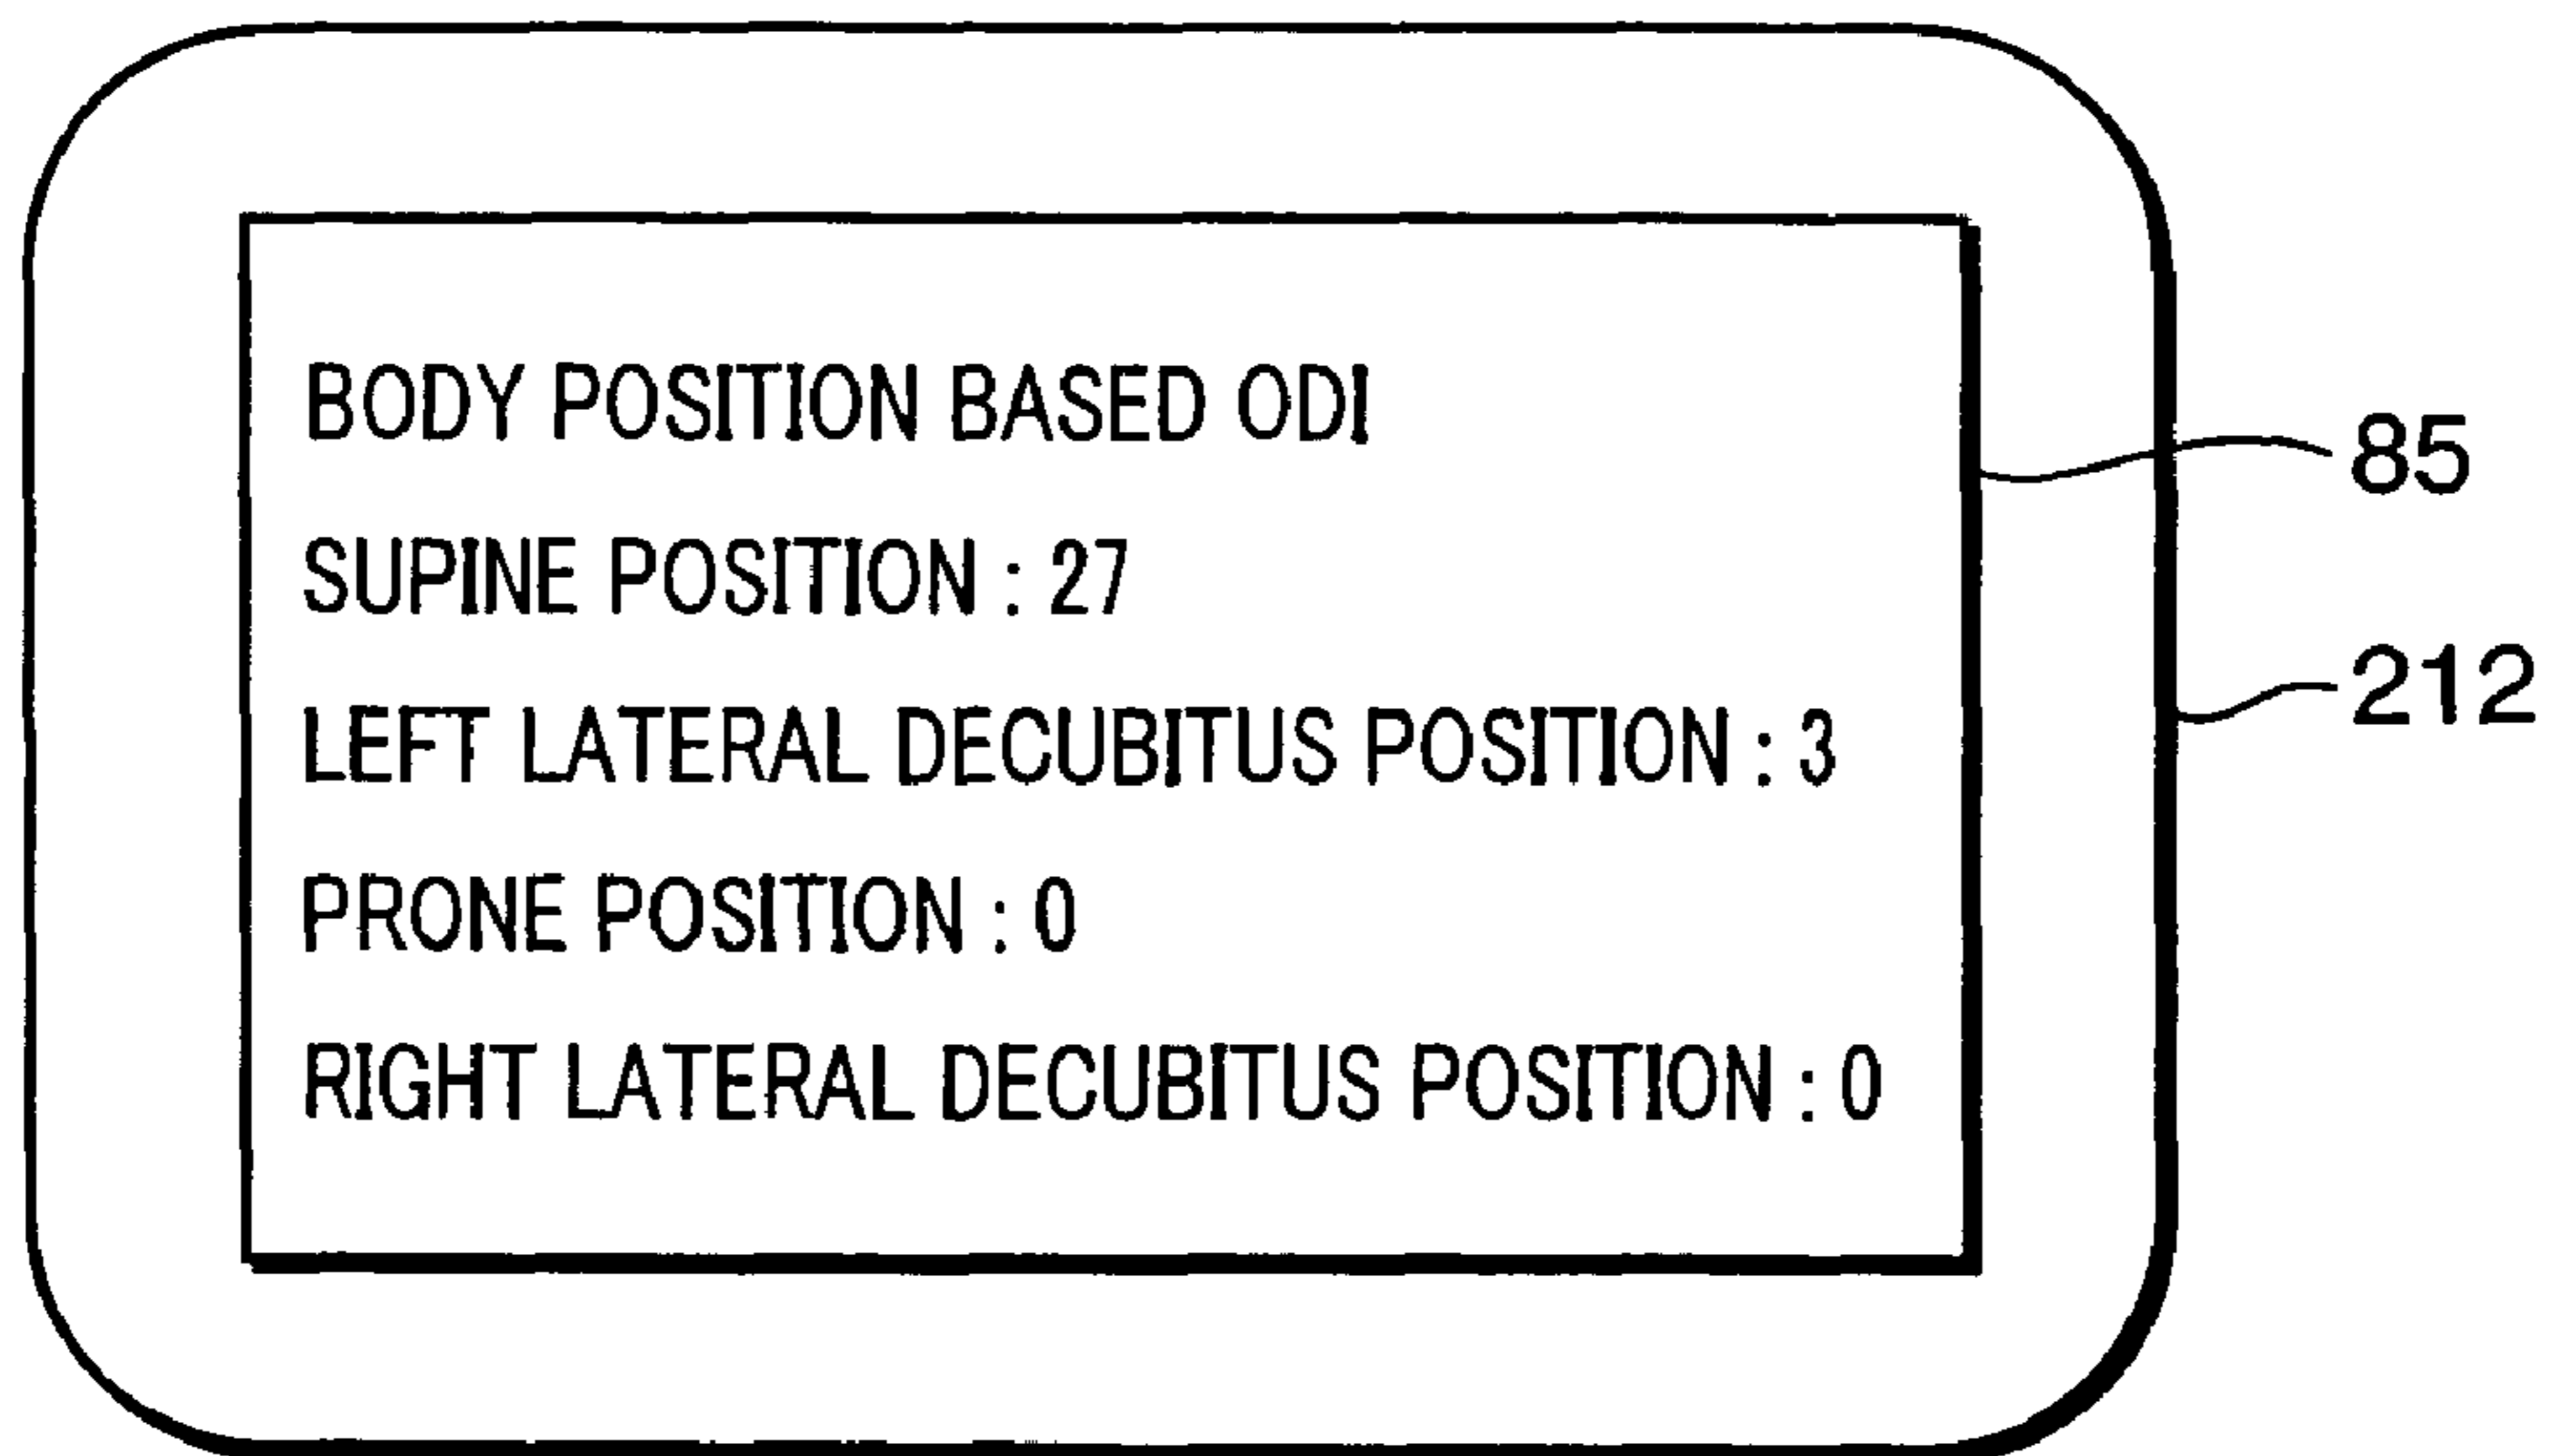 BODY POSITION BASED ODI
SUPINE POSITION : 27
LEFT LATERAL DECUBITUS POSITION : 3
PRONE POSITION : 0
RIGHT LATERAL DECUBITUS POSITION : 0
85
212